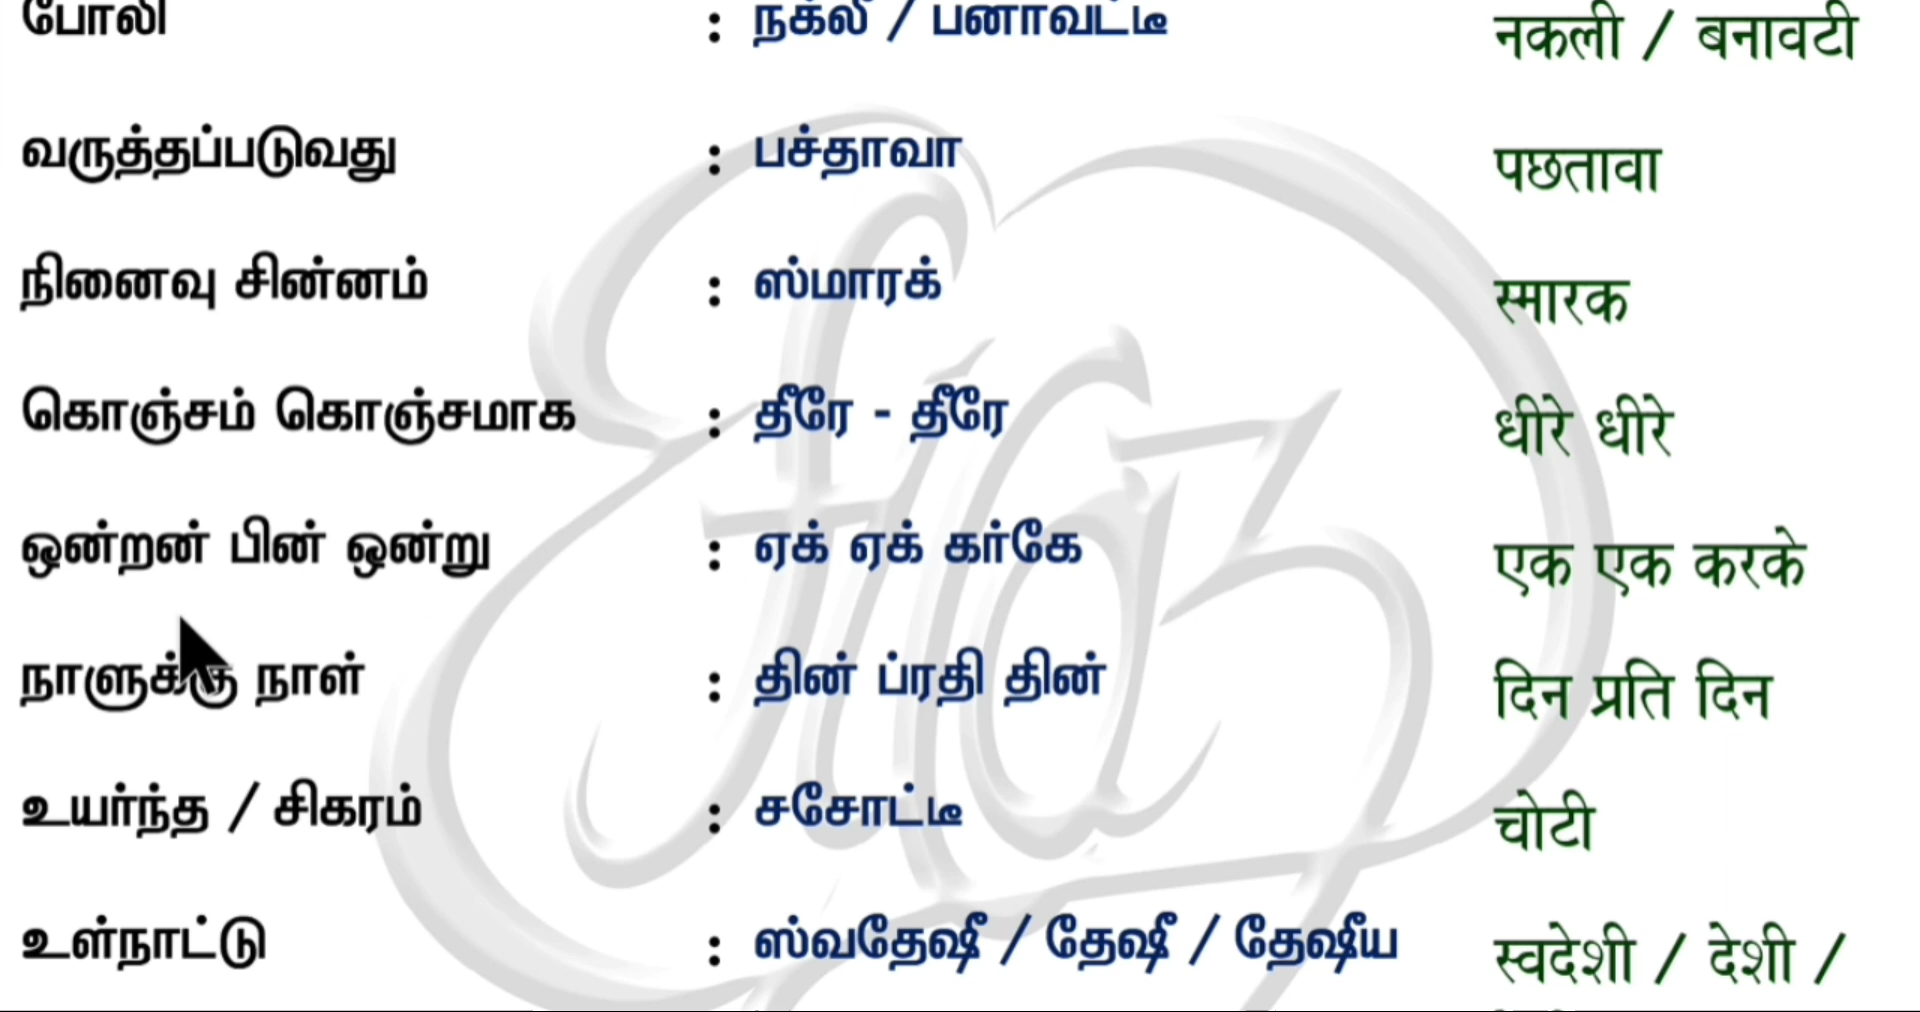 போலி : நக்லீ / பனாவட்டீ नकली / बनावटी
வருத்தப்படுவது : பச்தாவா पछतावा
நினைவு சின்னம் : ஸ்மாரக் स्मारक
கொஞ்சம் கொஞ்சமாக : தீரே - தீரே धीरे धीरे
ஒன்றன் பின் ஒன்று : ஏக் ஏக் கர்கே एक एक करके
நாளுக்கு நாள் : தின் ப்ரதி தின் दिन प्रति दिन
உயர்ந்த / சிகரம் : சசோட்டீ चोटी
உள்நாட்டு : ஸ்வதேஷீ / தேஷீ / தேஷீய स्वदेशी / देशी /